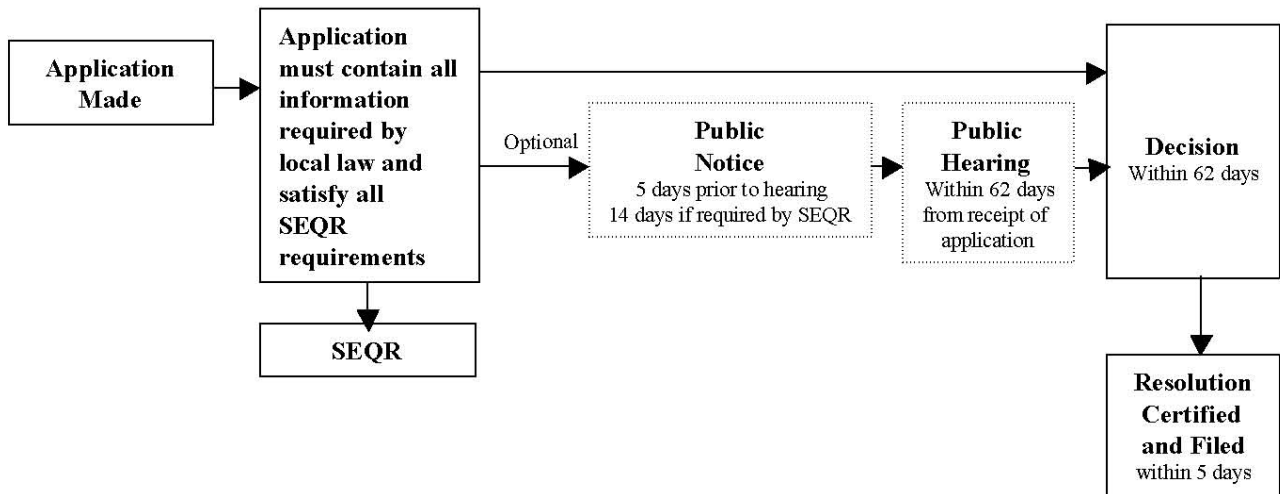 Application
Made
Application
must contain all
information
required by
local law and
satisfy all
SEQR
requirements
SEQR
Optional
Public
Notice
5 days prior to hearing
14 days if required by SEQR
Public
Hearing
Within 62 days
from receipt of
application
Decision
Within 62 days
Resolution
Certified
and Filed
within 5 days